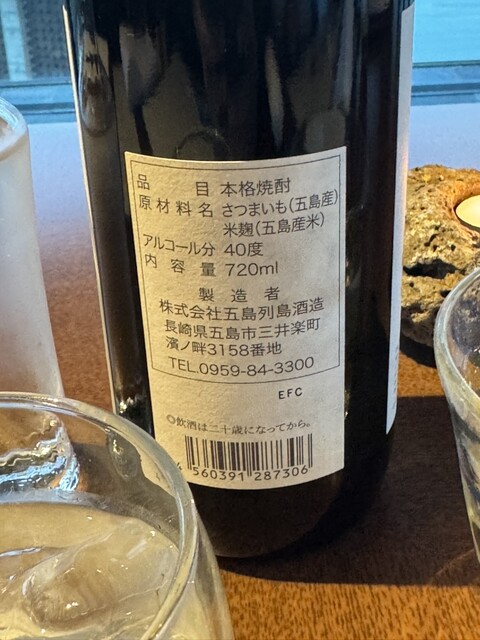 品 目 本格焼酎
原材料名 さつまいも(五島産)
米麹(五島産米)
アルコール分 40度
内容量 720ml
製造者
株式会社五島列島酒造
長崎県五島市三井楽町
濱ノ畔3158番地
TEL.0959-84-3300
EFC
◎飲酒は二十歳になってから。
4 560391 287306